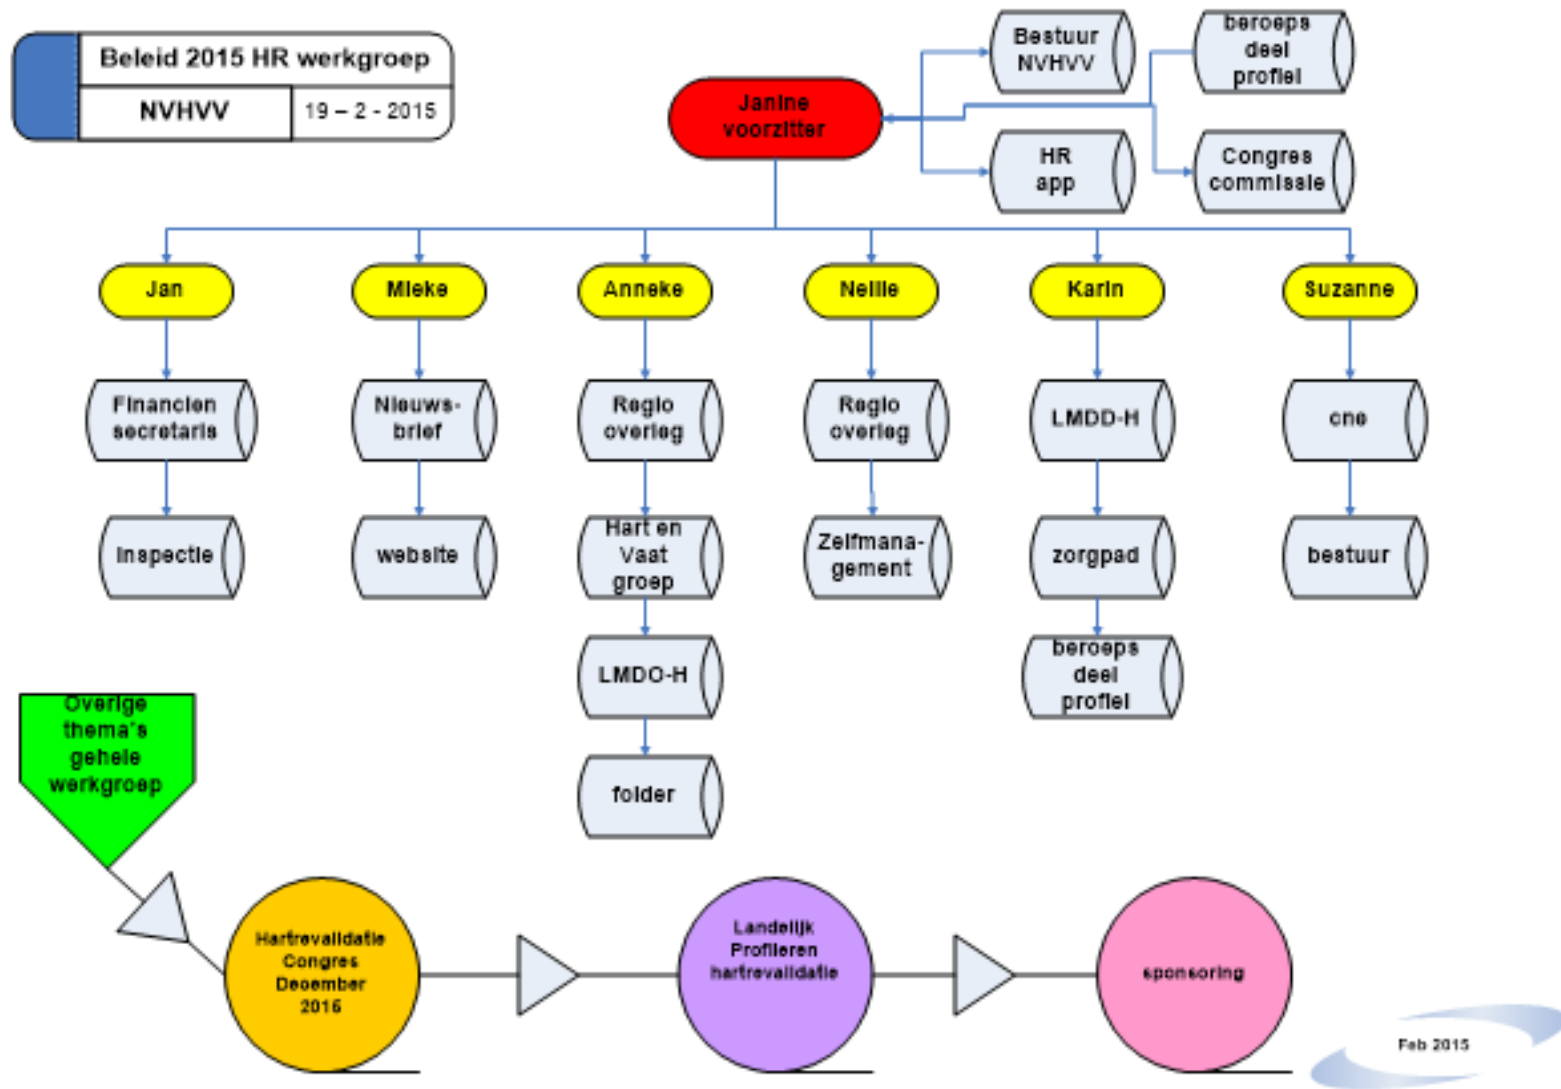 Beleid 2015 HR werkgroep
NVHVV
19 – 2 - 2015
Janine
voorzitter
Bestuur
NVHVV
beroeps
deel
profiel
HR
app
Congres
commissie
Jan
Mieke
Anneke
Nellie
Karin
Suzanne
Financien
secretaris
Nieuws-
brief
Regio
overleg
Regio
overleg
LMDD-H
cne
Inspectie
website
Hart en
Vaat
groep
Zelfmana-
gement
zorgpad
bestuur
LMDO-H
beroeps
deel
profiel
folder
Overige
thema's
gehele
werkgroep
Hartrevalidatie
Congres
December
Landelijk
Profileren
hartrevalidatie
sponsoring
Feb 2015